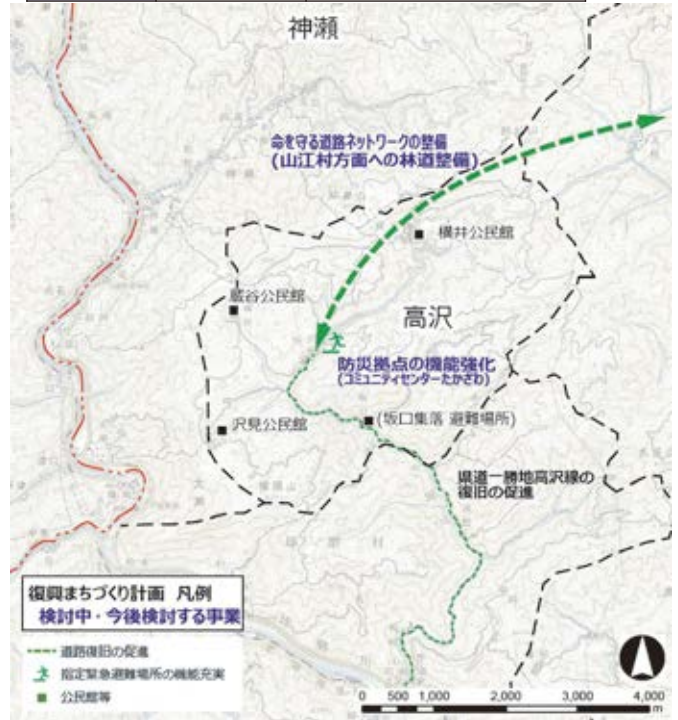 神瀬
命を守る道路ネットワークの整備
(山江村方面への林道整備)
横井公民館
蔵谷公民館
高沢
防災拠点の機能強化
(コミュニティセンターたかざわ)
沢見公民館
(坂口集落 避難場所)
県道一勝地高沢線の
復旧の促進
復興まちづくり計画 凡例
検討中・今後検討する事業
道路復旧の促進
指定緊急避難場所の機能充実
公民館等
0 500 1,000 2,000 3,000 4,000
m